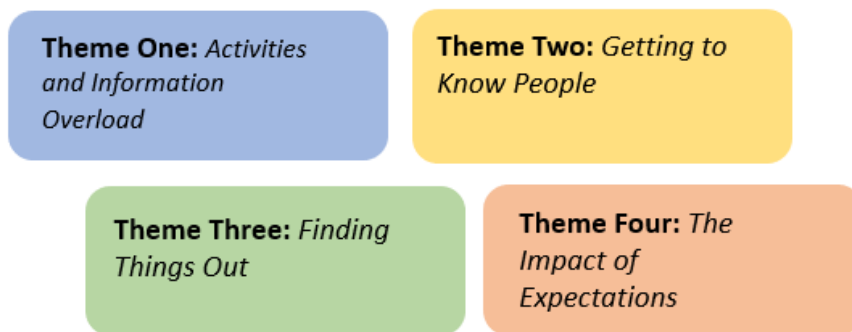 Theme One: Activities
and Information
Overload
Theme Two: Getting to
Know People
Theme Three: Finding
Things Out
Theme Four: The
Impact of
Expectations